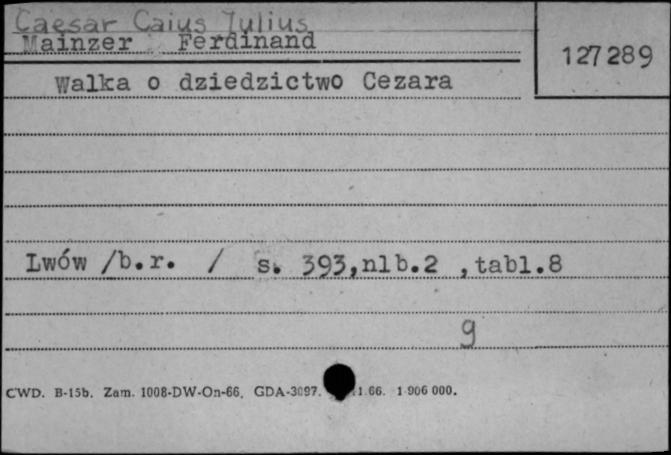 Caesar Caius Julius
Mainzer Ferdinand
127289
Walka o dziedzictwo Cezara
Lwów /b.r. / s. 393,nlb.2 ,tabl.8
g
CWD. B-15b. Zam. 1008-DW-On-66. GDA-3097. 1.66. 1 906 000.